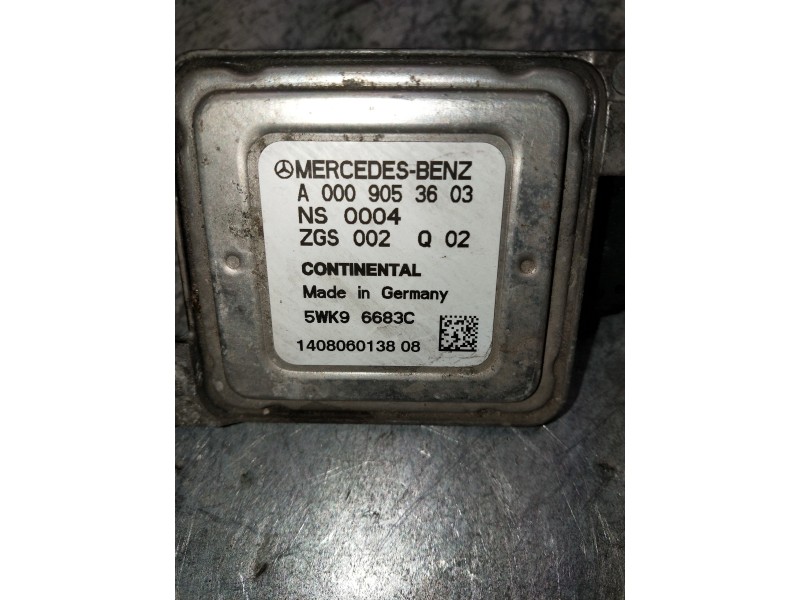 MERCEDES-BENZ
A 000 905 36 03
NS 0004
ZGS 002 Q 02
CONTINENTAL
Made in Germany
5WK9 6683C
1408060138 08